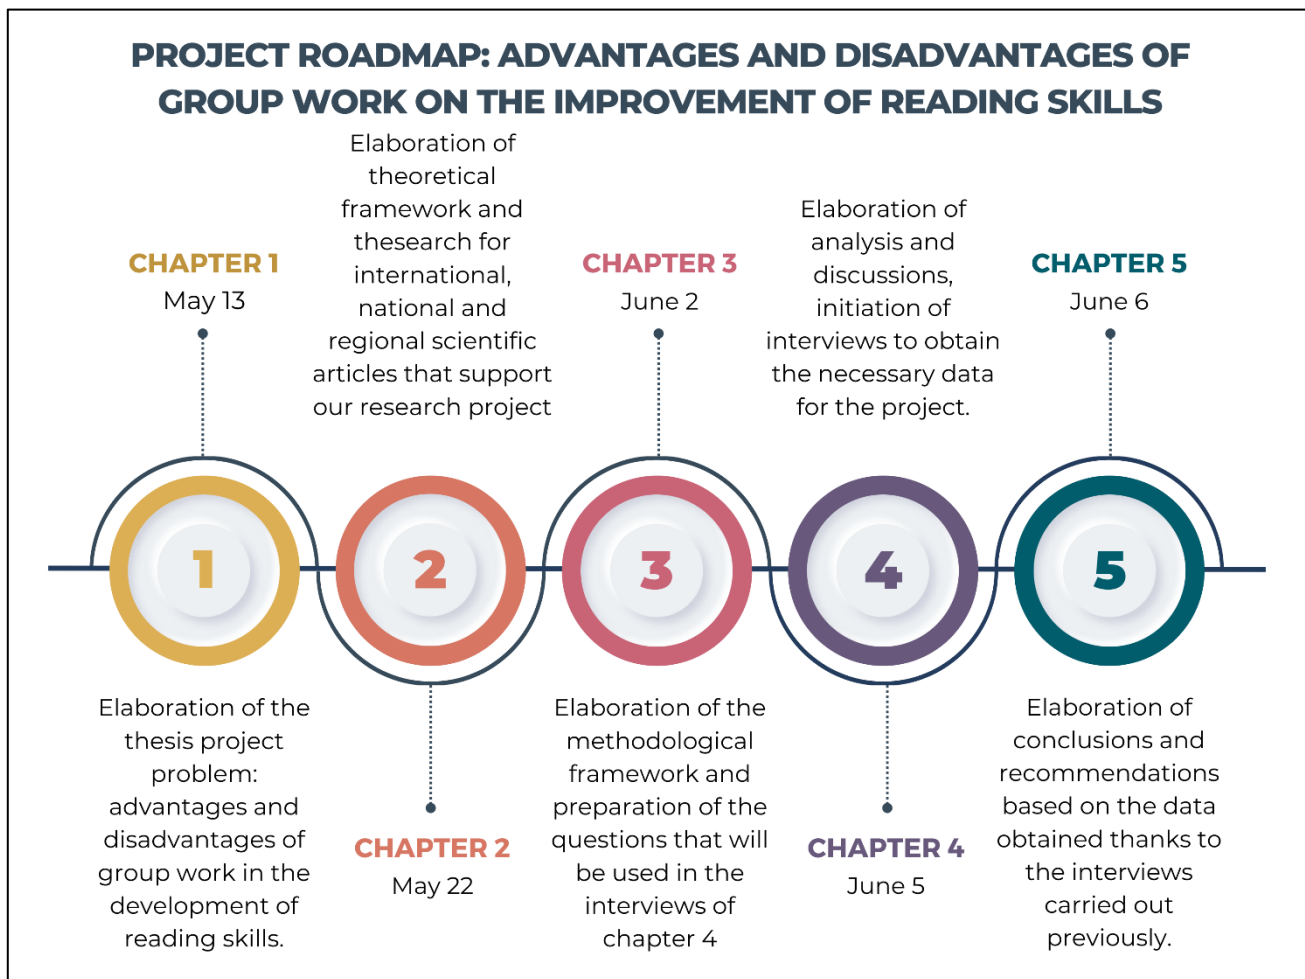 PROJECT ROADMAP: ADVANTAGES AND DISADVANTAGES OF
GROUP WORK ON THE IMPROVEMENT OF READING SKILLS
CHAPTER 1
May 13
1
Elaboration of the
thesis project
problem:
advantages and
disadvantages of
group work in the
development of
reading skills.
Elaboration of
theoretical
framework and
thesearch for
international,
national and
regional scientific
articles that support
our research project
2
CHAPTER 2
May 22
CHAPTER 3
June 2
3
Elaboration of the
methodological
framework and
preparation of the
questions that will
be used in the
interviews of
chapter 4
Elaboration of
analysis and
discussions,
initiation of
interviews to obtain
the necessary data
for the project.
4
CHAPTER 4
June 5
CHAPTER 5
June 6
5
Elaboration of
conclusions and
recommendations
based on the data
obtained thanks to
the interviews
carried out
previously.